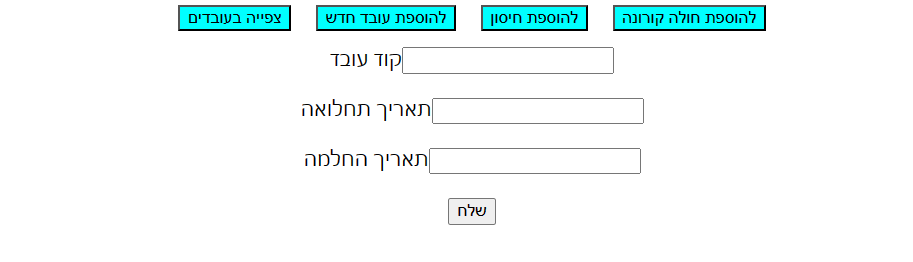 להוספת חולה קורונה להוספת חיסון להוספת עובד חדש צפייה בעובדים
קוד עובד
תאריך תחלואה
תאריך החלמה
שלח